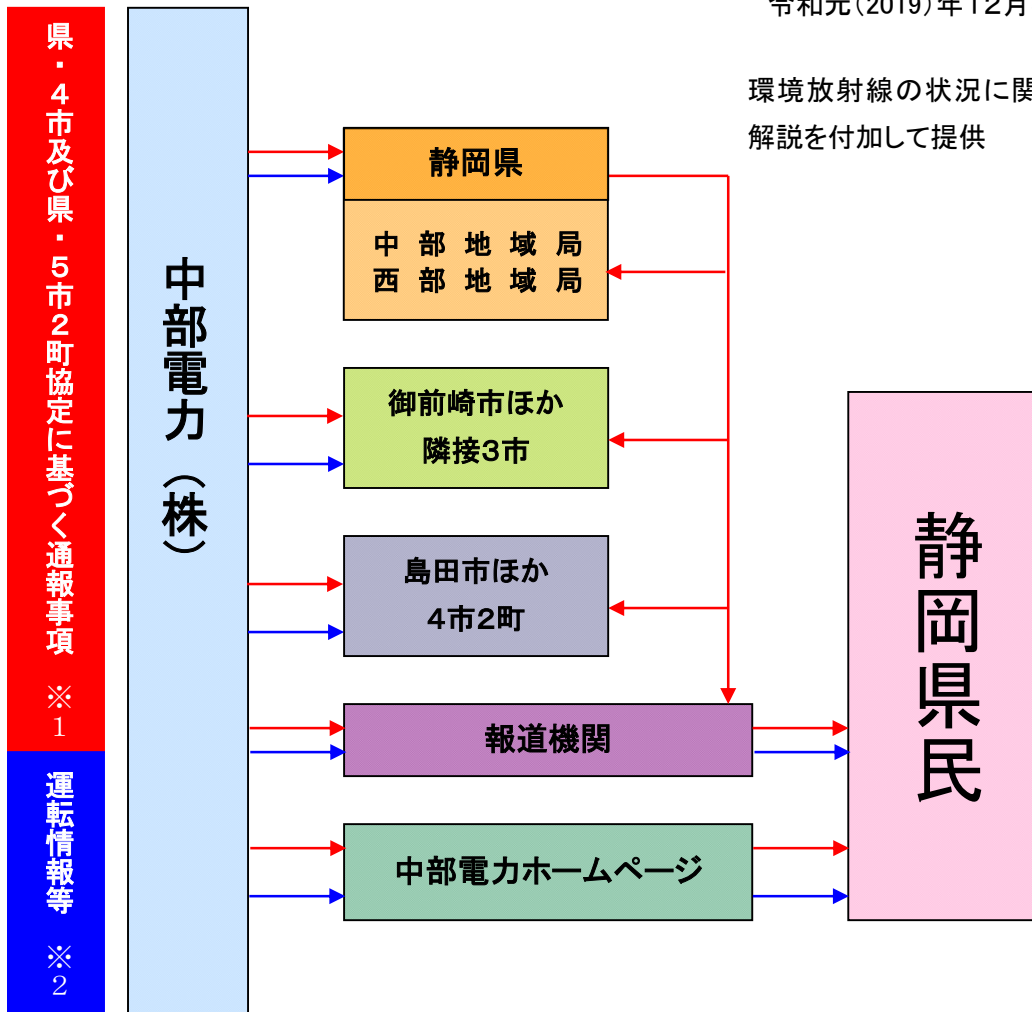 令和元(2019)年12月
環境放射線の状況に関
解説を付加して提供
県・4市及び県・5市2町協定に基づく通報事項 ※1
運転情報等 ※2
中部電力(株)
静岡県
中部地域局
西部地域局
御前崎市ほか
隣接3市
島田市ほか
4市2町
報道機関
中部電力ホームページ
静岡県民